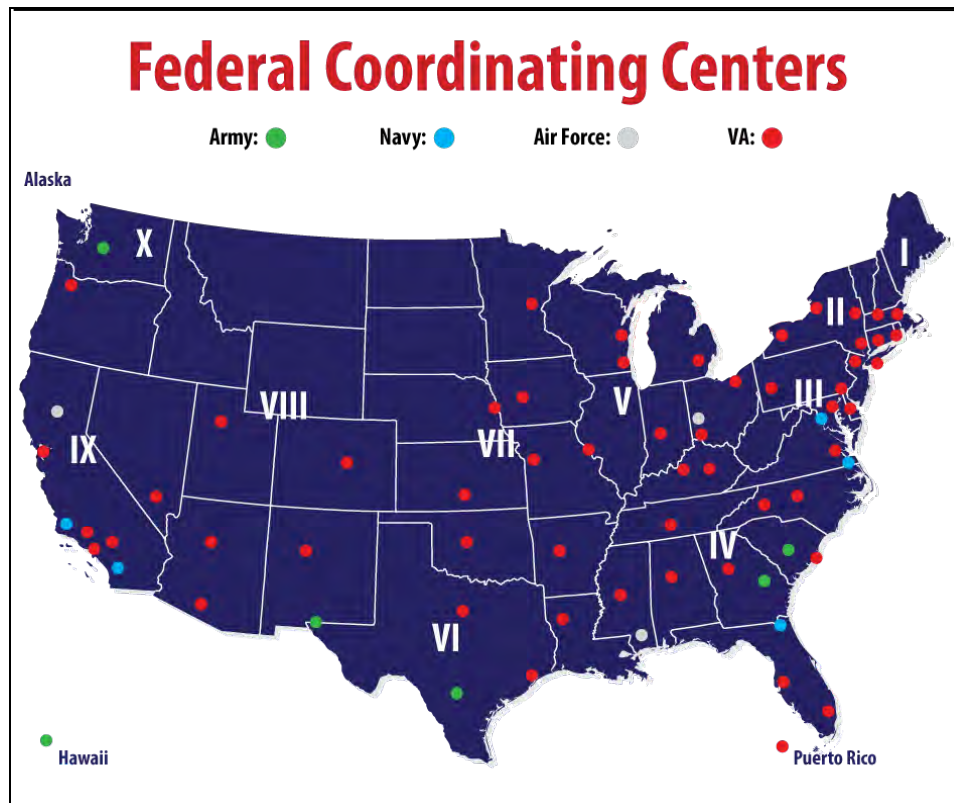 Federal Coordinating Centers
Army: Navy: Air Force: VA:
Alaska
X
I
II
III
V
VIII
VII
IX
IV
VI
Hawaii
Puerto Rico